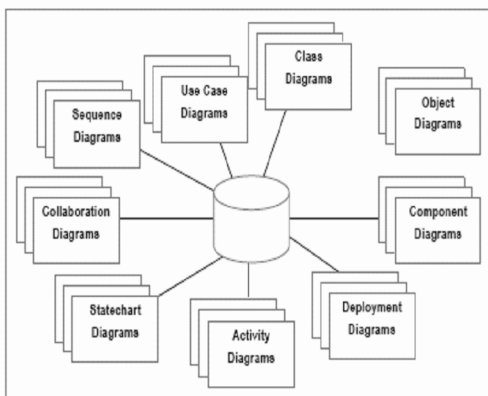 Class
Diagrams
Use Case
Diagrams
Object
Diagrams
Sequence
Diagrams
Collaboration
Diagrams
Component
Diagrams
Statechart
Diagrams
Deployment
Diagrams
Activity
Diagrams